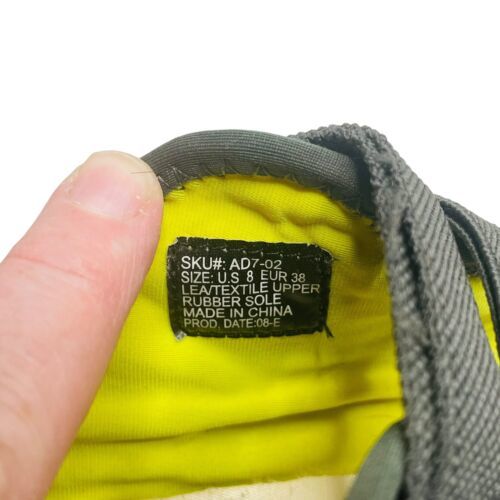 SKU#: AD7-02
SIZE: U.S 8 EUR 38
LEA/TEXTILE UPPER
RUBBER SOLE
MADE IN CHINA
PROD. DATE:08-E